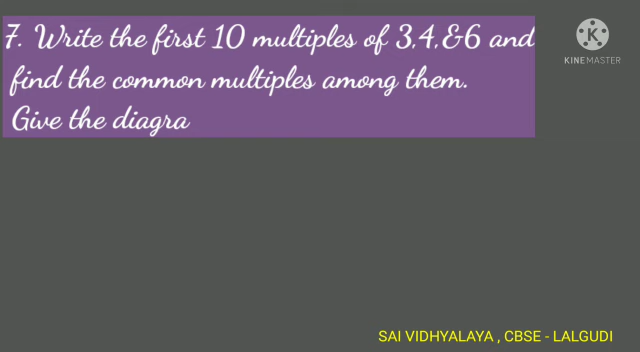 7. Write the first 10 multiples of 3,4,&6 and
find the common multiples among them.
Give the diagra
KINEMASTER
SAI VIDHYALAYA , CBSE - LALGUDI